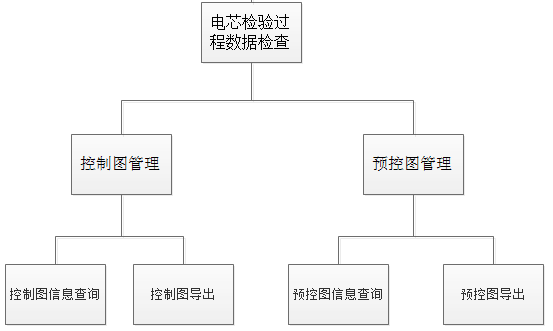 电芯检验过
程数据检查
控制图管理
预控图管理
控制图信息查询
控制图导出
预控图信息查询
预控图导出